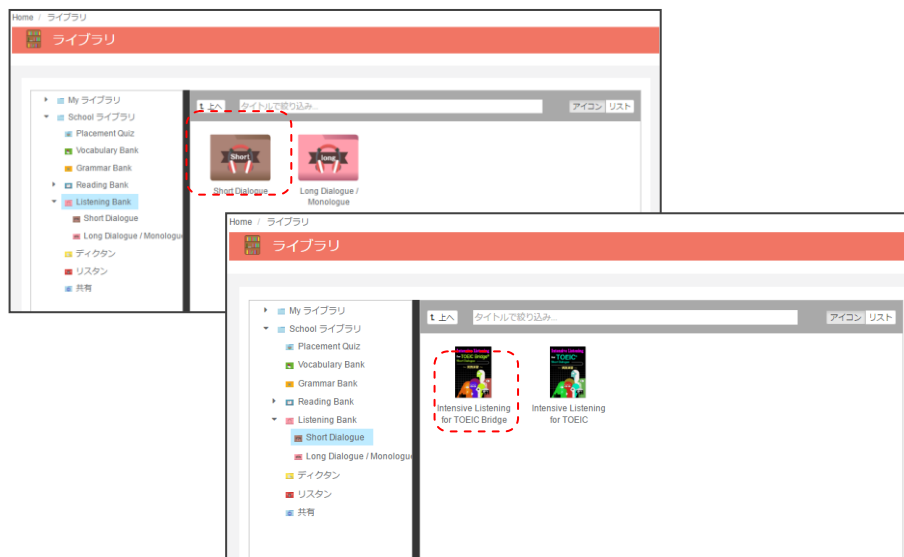 Home / ライブラリ
ライブラリ
My ライブラリ
School ライブラリ
Placement Quiz
Vocabulary Bank
Grammar Bank
Reading Bank
Listening Bank
Short Dialogue
Long Dialogue / Monologu
ディクタン
リスタン
共有
上へ
タイトルで絞り込み...
アイコン
リスト
Short
long
Short Dialogue
Long Dialogue /
Monologue
Home / ライブラリ
ライブラリ
My ライブラリ
School ライブラリ
Placement Quiz
Vocabulary Bank
Grammar Bank
Reading Bank
Listening Bank
Short Dialogue
Long Dialogue / Monologu
ディクタン
リスタン
共有
上へ
タイトルで絞り込み...
アイコン
リスト
Intensive Listening
for TOEIC Bridge
Intensive Listening
for TOEIC